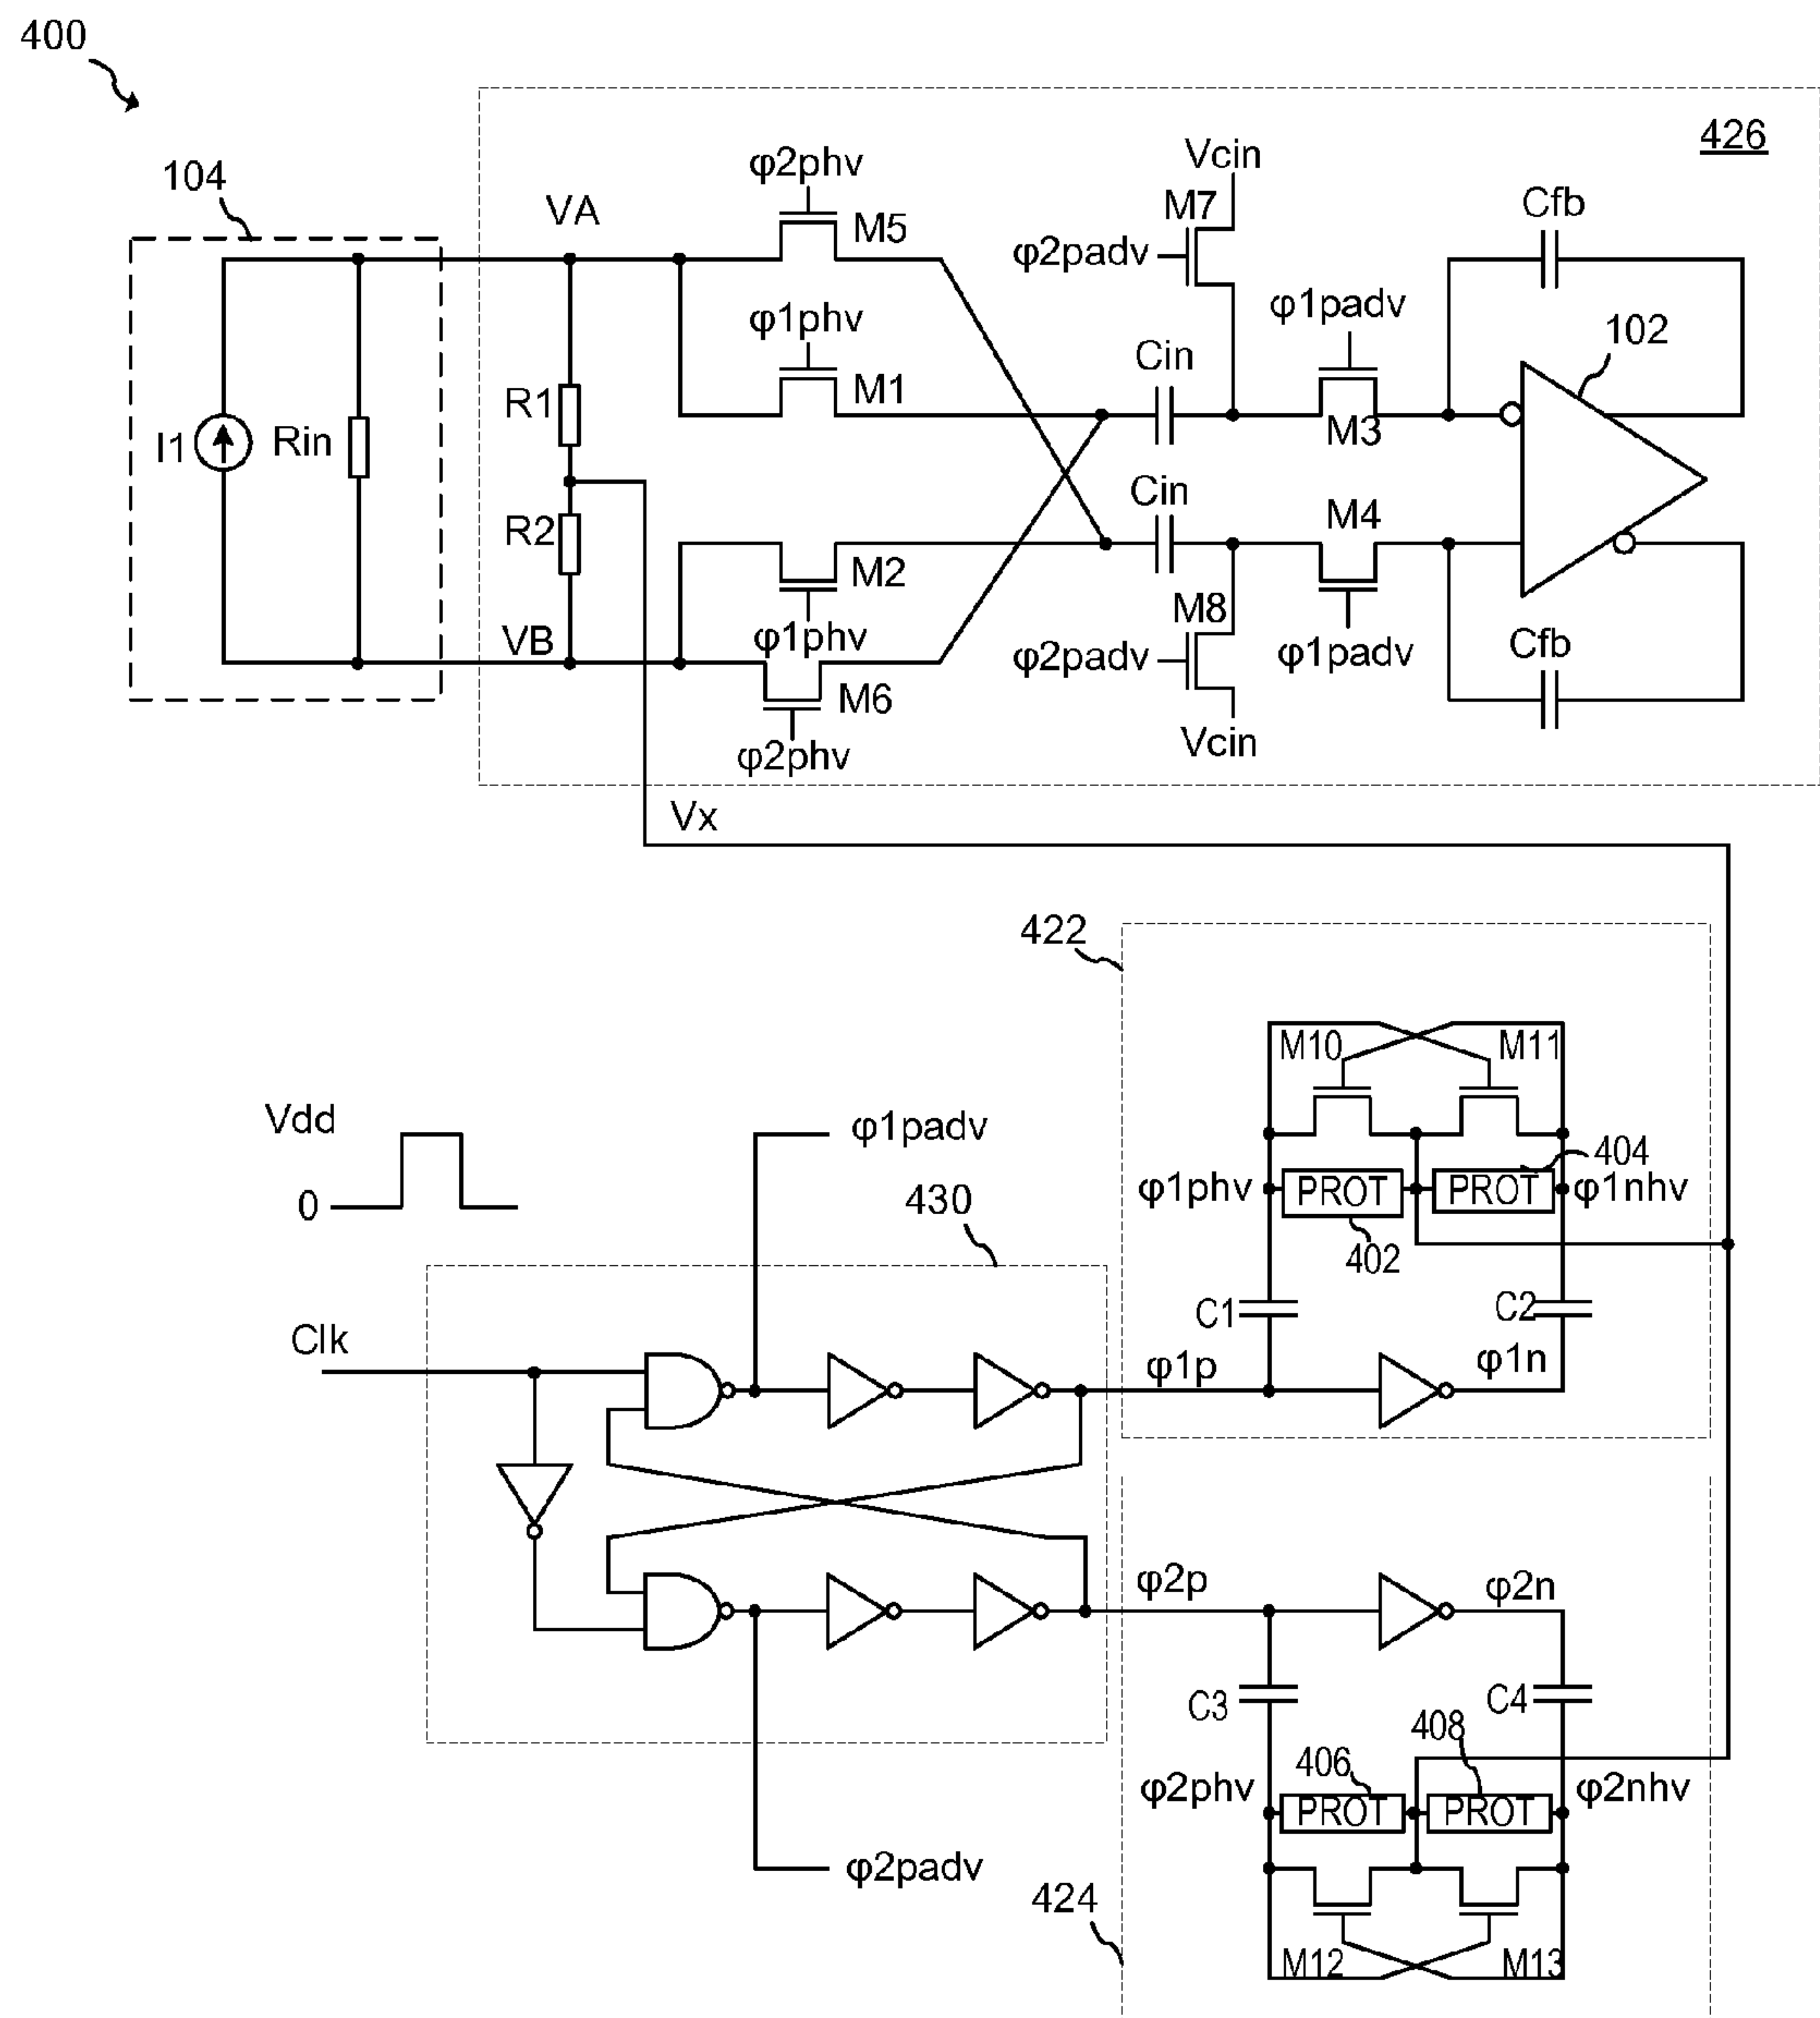 400
426
104
φ2phv
Vcin
VA
M5
M7
Cfb
φ2padv
φ1phv
φ1padv
102
Cin
R1
M1
I1
Rin
M3
Cin
R2
M4
M2
M8
VB
φ1phv
Cfb
φ2padv
φ1padv
M6
φ2phv
Vcin
Vx
422
M10
M11
Vdd
φ1padv
404
φ1phv
PROT
PROT
φ1nhv
0
430
402
C1
C2
Clk
φ1p
φ1n
φ2p
φ2n
C3
C4
408
406
φ2phv
PROT
PROT
φ2nhv
φ2padv
424
M12
M13